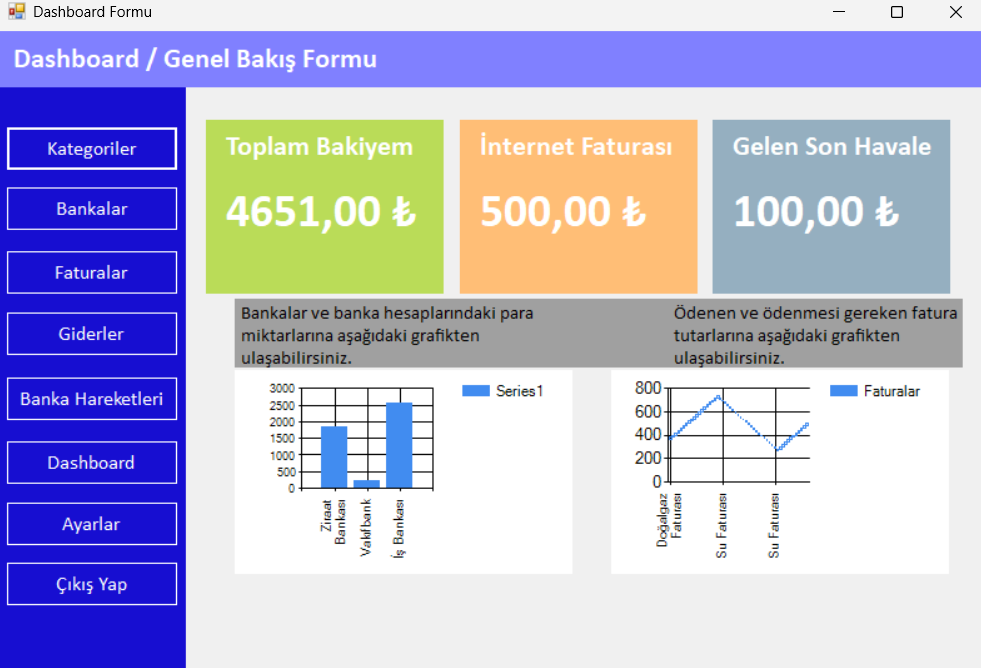 Dashboard Formu
Dashboard / Genel Bakış Formu
Kategoriler
Bankalar
Faturalar
Giderler
Banka Hareketleri
Dashboard
Ayarlar
Çıkış Yap
Toplam Bakiyem
4651,00 ₺
İnternet Faturası
500,00 ₺
Gelen Son Havale
100,00 ₺
Bankalar ve banka hesaplarındaki para
miktarlarına aşağıdaki grafikten
ulaşabilirsiniz.
Ödenen ve ödenmesi gereken fatura
tutarlarına aşağıdaki grafikten
ulaşabilirsiniz.
3000
2500
2000
1500
1000
500
0
Ziraat
Bankası
Vakıfbank
İş Bankası
Series1
800
600
400
200
0
Doğalgaz
Faturası
Su Faturası
Su Faturası
Faturalar